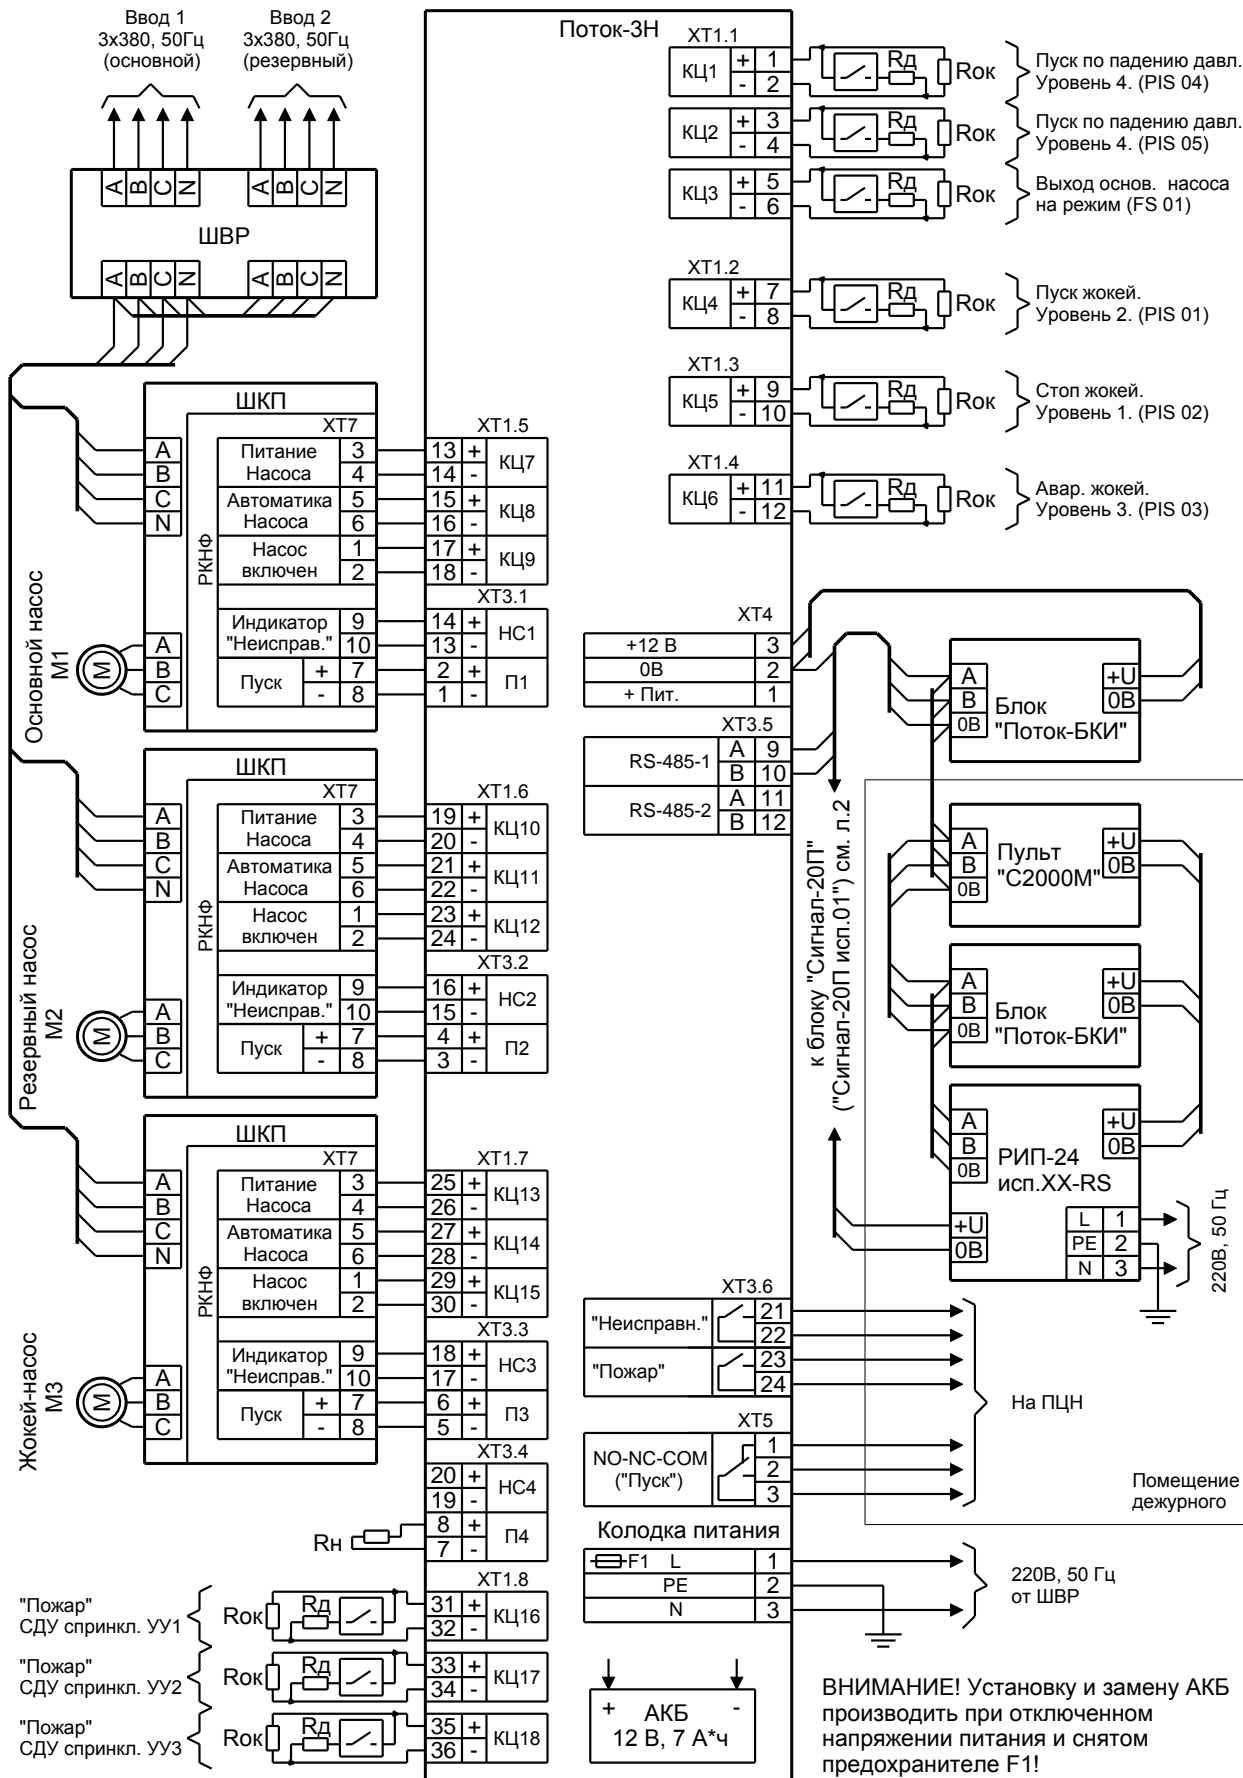 Ввод 1
3х380, 50Гц
(основной)
Ввод 2
3х380, 50Гц
(резервный)
A B C N
A B C N
ШВР
A B C N
A B C N
Поток-3Н
XT1.1
КЦ1 + 1
- 2
Rд
Rок
Пуск по падению давл.
Уровень 4. (PIS 04)
КЦ2 + 3
- 4
Rд
Rок
Пуск по падению давл.
Уровень 4. (PIS 05)
КЦ3 + 5
- 6
Rд
Rок
Выход основ. насоса
на режим (FS 01)
XT1.2
КЦ4 + 7
- 8
Rд
Rок
Пуск жокей.
Уровень 2. (PIS 01)
XT1.3
КЦ5 + 9
- 10
Rд
Rок
Стоп жокей.
Уровень 1. (PIS 02)
XT1.4
КЦ6 + 11
- 12
Rд
Rок
Авар. жокей.
Уровень 3. (PIS 03)
Основной насос
М1
M
ШКП
A
B
C
N
A
B
C
РКНФ
XT7
Питание 3
Насоса 4
Автоматика 5
Насоса 6
Насос 1
включен 2
Индикатор 9
"Неисправ." 10
Пуск + 7
- 8
XT1.5
13 + КЦ7
14 -
15 + КЦ8
16 -
17 + КЦ9
18 -
XT3.1
14 + НС1
13 -
2 + П1
1 -
Резервный насос
М2
M
ШКП
A
B
C
N
A
B
C
РКНФ
XT7
Питание 3
Насоса 4
Автоматика 5
Насоса 6
Насос 1
включен 2
Индикатор 9
"Неисправ." 10
Пуск + 7
- 8
XT1.6
19 + КЦ10
20 -
21 + КЦ11
22 -
23 + КЦ12
24 -
XT3.2
16 + НС2
15 -
4 + П2
3 -
Жокей-насос
М3
M
ШКП
A
B
C
N
A
B
C
РКНФ
XT7
Питание 3
Насоса 4
Автоматика 5
Насоса 6
Насос 1
включен 2
Индикатор 9
"Неисправ." 10
Пуск + 7
- 8
XT1.7
25 + КЦ13
26 -
27 + КЦ14
28 -
29 + КЦ15
30 -
XT3.3
18 + НС3
17 -
6 + П3
5 -
XT3.4
20 + НС4
19 -
8 + П4
7 -
Rн
XT1.8
"Пожар"
СДУ спринкл. УУ1
Rок
Rд
31 + КЦ16
32 -
"Пожар"
СДУ спринкл. УУ2
Rок
Rд
33 + КЦ17
34 -
"Пожар"
СДУ спринкл. УУ3
Rок
Rд
35 + КЦ18
36 -
XT4
+12 В 3
0В 2
+ Пит. 1
XT3.5
RS-485-1 A 9
B 10
RS-485-2 A 11
B 12
к блоку "Сигнал-20П"
("Сигнал-20П исп.01") см. л.2
A
B
0В
Блок
"Поток-БКИ"
+U
0В
A
B
0В
Пульт
"С2000М"
+U
0В
A
B
0В
Блок
"Поток-БКИ"
+U
0В
A
B
0В
РИП-24
исп.ХХ-RS
+U
0В
+U
0В
L 1
PE 2
N 3
220В, 50 Гц
XT3.6
"Неисправн." 21
22
"Пожар" 23
24
XT5
NO-NC-COM
("Пуск")
1
2
3
На ПЦН
Помещение
дежурного
Колодка питания
F1 L 1
PE 2
N 3
220В, 50 Гц
от ШВР
+ -
АКБ
12 В, 7 А*ч
ВНИМАНИЕ! Установку и замену АКБ
производить при отключенном
напряжении питания и снятом
предохранителе F1!